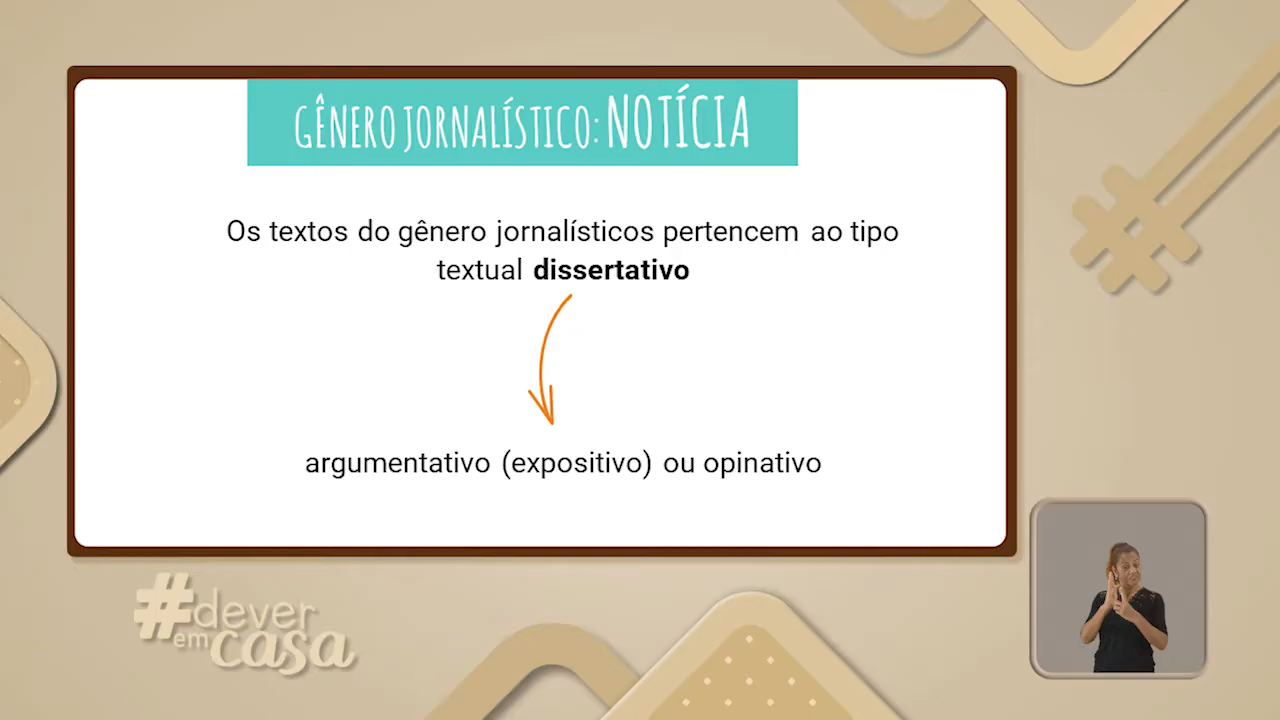 GÊNERO JORNALÍSTICO: NOTÍCIA
Os textos do gênero jornalísticos pertencem ao tipo
textual dissertativo
argumentativo (expositivo) ou opinativo
#dever
em casa